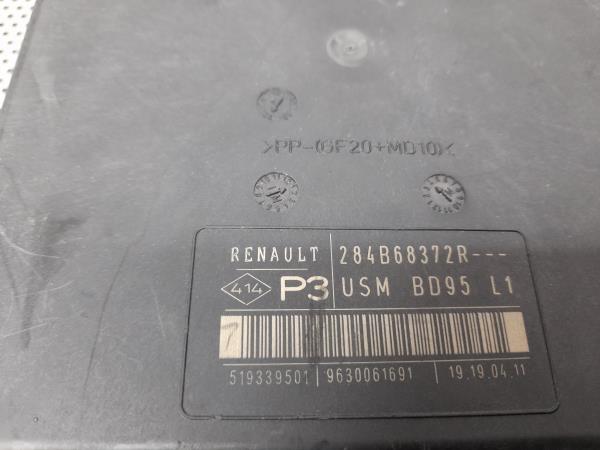 >PP-(GF20+MD10)<
RENAULT 284B68372R---
414 P3 USM BD95 L1
7
519339501 9630061691 19.19.04.11